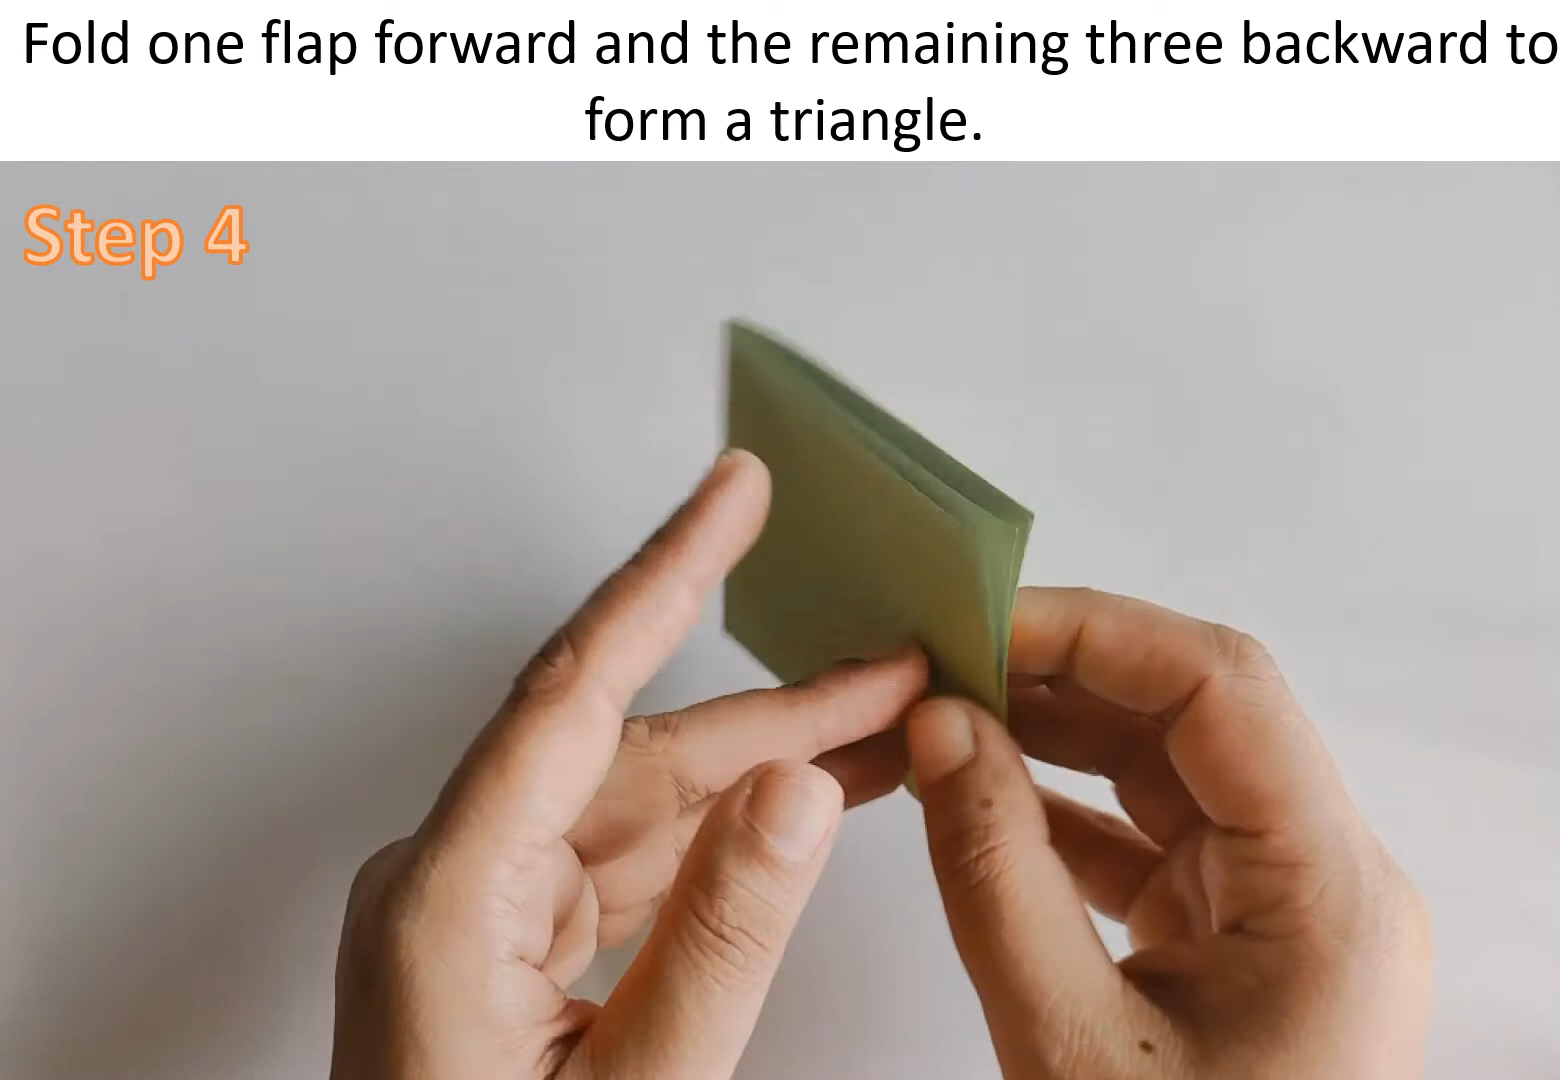 Fold one flap forward and the remaining three backward to
form a triangle.
Step 4